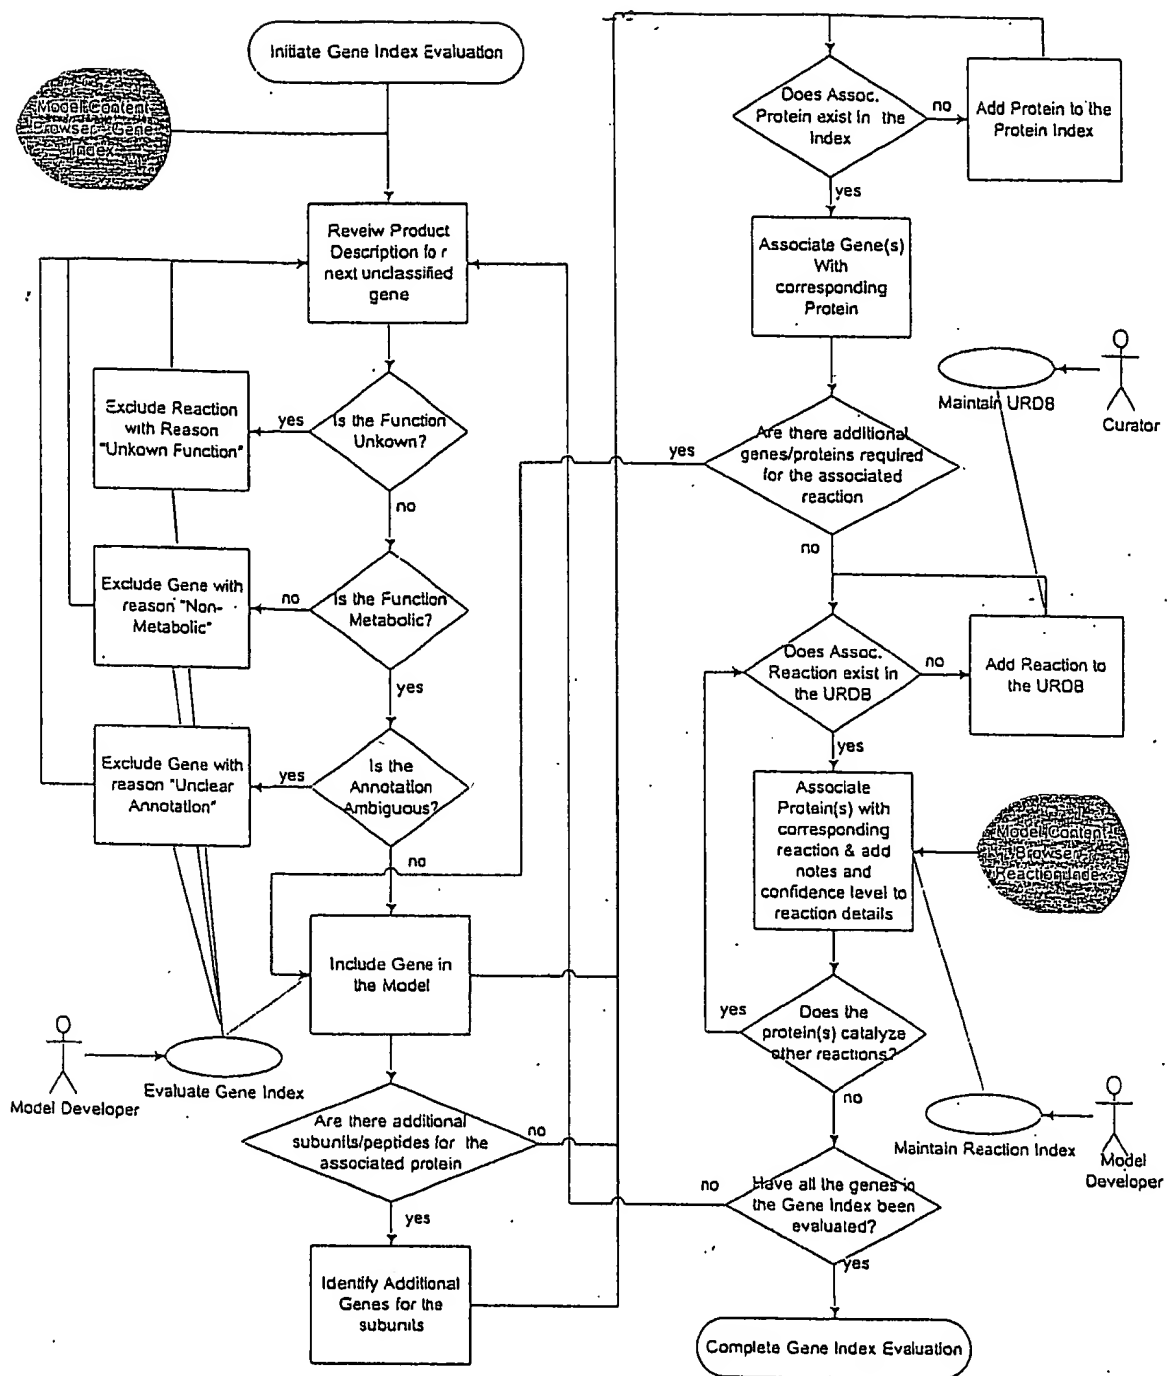 Initiate Gene Index Evaluation
Model Content
Browser - Gene
Index
Reveiw Product
Description for
next unclassified
gene
Exclude Reaction
with Reason
"Unkown Function"
yes
Is the Function
Unkown?
no
Exclude Gene with
reason "Non-
Metabolic"
no
Is the Function
Metabolic?
yes
Exclude Gene with
reason "Unclear
Annotation"
yes
Is the
Annotation
Ambiguous?
no
Include Gene in
the Model
Model Developer
Evaluate Gene Index
Are there additional
subunits/peptides for the
associated protein
no
yes
Identify Additional
Genes for the
subunits
Does Assoc.
Protein exist in the
Index
no
Add Protein to the
Protein Index
yes
Associate Gene(s)
With
corresponding
Protein
Maintain URDB
Curator
yes
Are there additional
genes/proteins required
for the associated
reaction
no
Does Assoc.
Reaction exist in
the URDB
no
Add Reaction to
the URDB
yes
Associate
Protein(s) with
corresponding
reaction & add
notes and
confidence level to
reaction details
Model Content
Browser -
Reaction Index
yes
Does the
protein(s) catalyze
other reactions?
no
Maintain Reaction Index
Model
Developer
no
Have all the genes in
the Gene Index been
evaluated?
yes
Complete Gene Index Evaluation